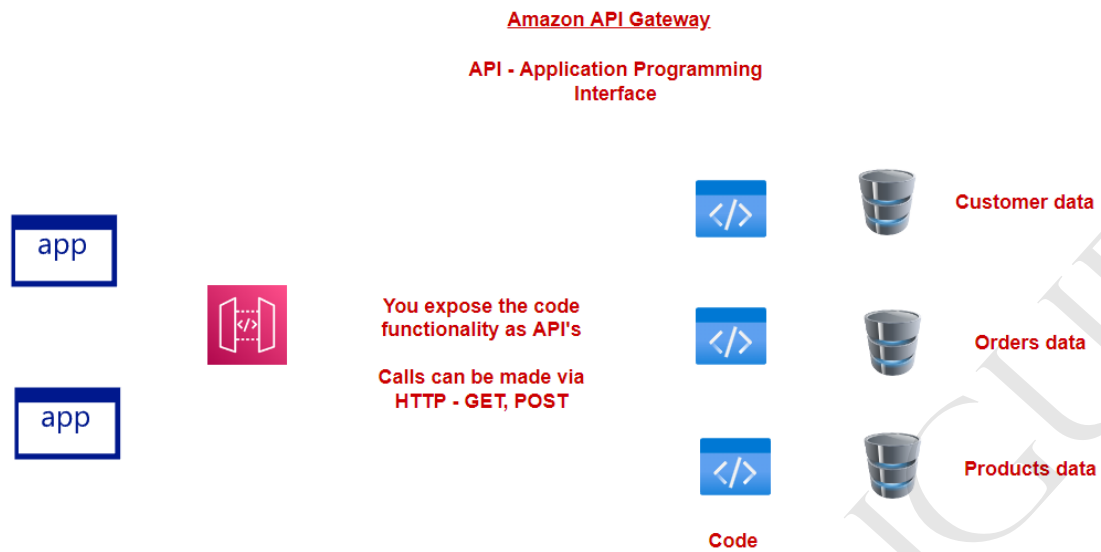 Amazon API Gateway
API - Application Programming
Interface
app
app
You expose the code
functionality as API's
Calls can be made via
HTTP - GET, POST
Customer data
Orders data
Products data
Code